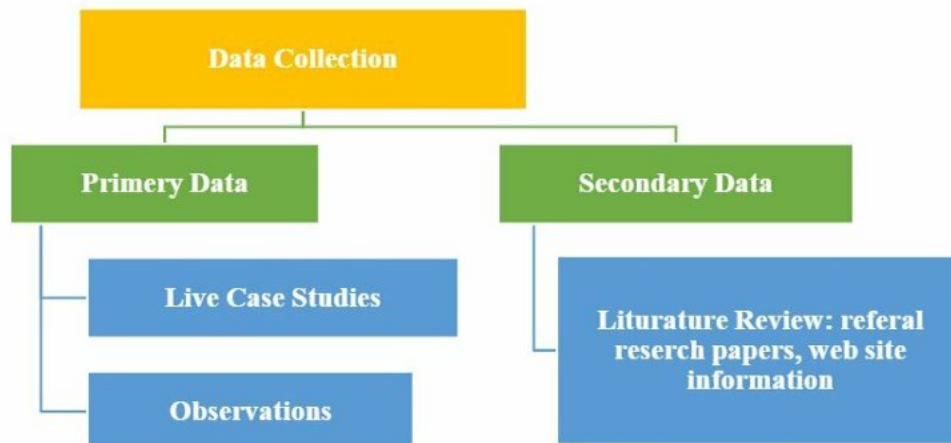 Data Collection
Primery Data
Secondary Data
Live Case Studies
Liturature Review: referal
reserch papers, web site
information
Observations